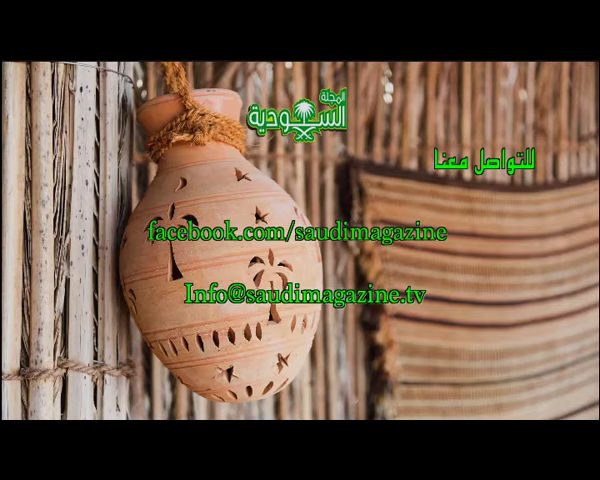 المجلة
السعودية
للتواصل معنا
facebook.com/saudimagazine
Info@saudimagazine.tv